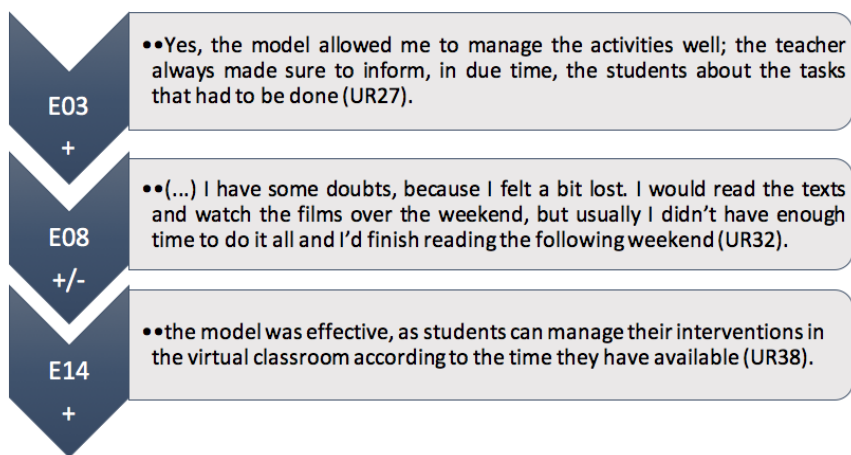 E03
+
••Yes, the model allowed me to manage the activities well; the teacher
always made sure to inform, in due time, the students about the tasks
that had to be done (UR27).
E08
+/-
••(...) I have some doubts, because I felt a bit lost. I would read the texts
and watch the films over the weekend, but usually I didn't have enough
time to do it all and I'd finish reading the following weekend (UR32).
E14
+
••the model was effective, as students can manage their interventions in
the virtual classroom according to the time they have available (UR38).